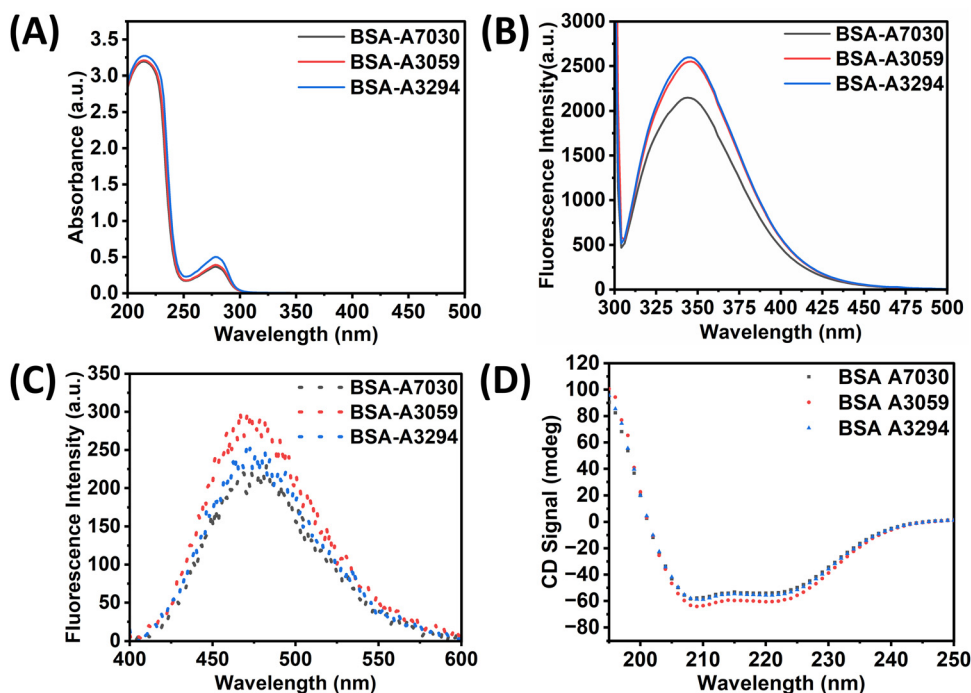 (A)
BSA-A7030
BSA-A3059
BSA-A3294
Absorbance (a.u.)
3.5
3.0
2.5
2.0
1.5
1.0
0.5
0.0
200 250 300 350 400 450 500
Wavelength (nm)
(B)
BSA-A7030
BSA-A3059
BSA-A3294
Fluorescence Intensity(a.u.)
3000
2500
2000
1500
1000
500
0
300 325 350 375 400 425 450 475 500
Wavelength (nm)
(C)
BSA-A7030
BSA-A3059
BSA-A3294
Fluorescence Intensity (a.u.)
350
300
250
200
150
100
50
0
400 450 500 550 600
Wavelength (nm)
(D)
BSA A7030
BSA A3059
BSA A3294
CD Signal (mdeg)
120
100
80
60
40
20
0
−20
−40
−60
−80
200 210 220 230 240 250
Wavelength (nm)